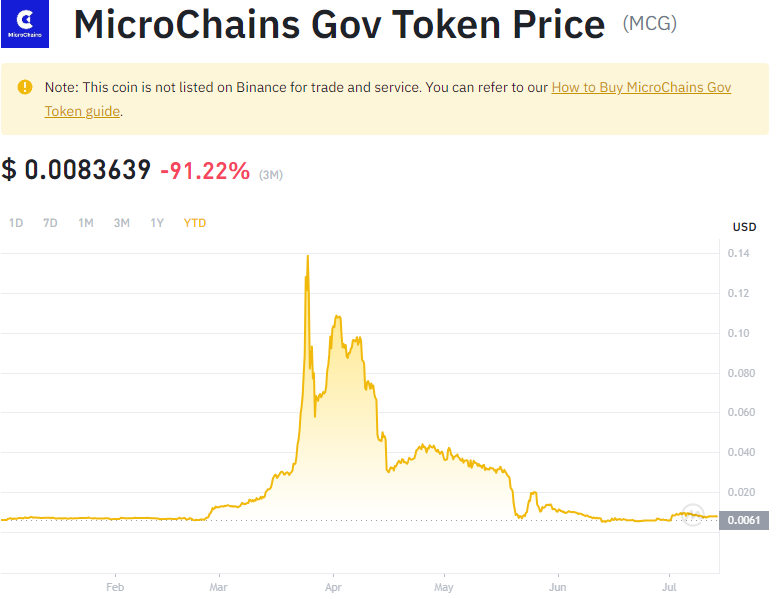 MicroChains
MicroChains Gov Token Price (MCG)
Note: This coin is not listed on Binance for trade and service. You can refer to our How to Buy MicroChains Gov
Token guide.
$ 0.0083639 -91.22% (3M)
1D 7D 1M 3M 1Y YTD
USD
0.14
0.12
0.10
0.080
0.060
0.040
0.020
0.0061
Feb Mar Apr May Jun Jul